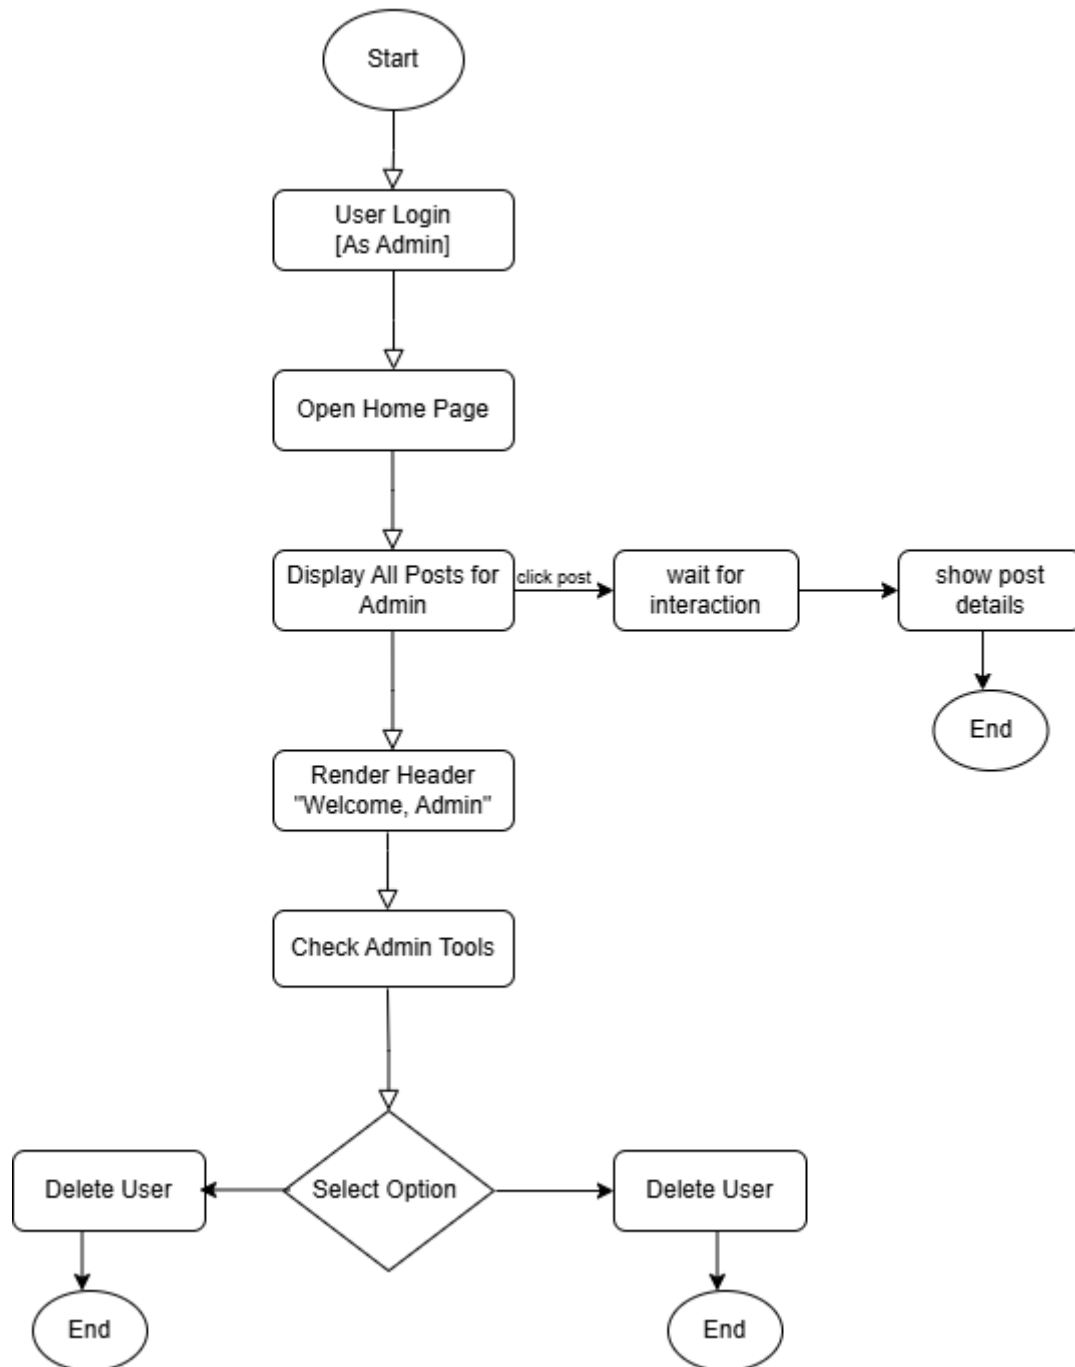 Start
User Login
[As Admin]
Open Home Page
Display All Posts for
Admin
click post
wait for
interaction
show post
details
End
Render Header
"Welcome, Admin"
Check Admin Tools
Select Option
Delete User
Delete User
End
End